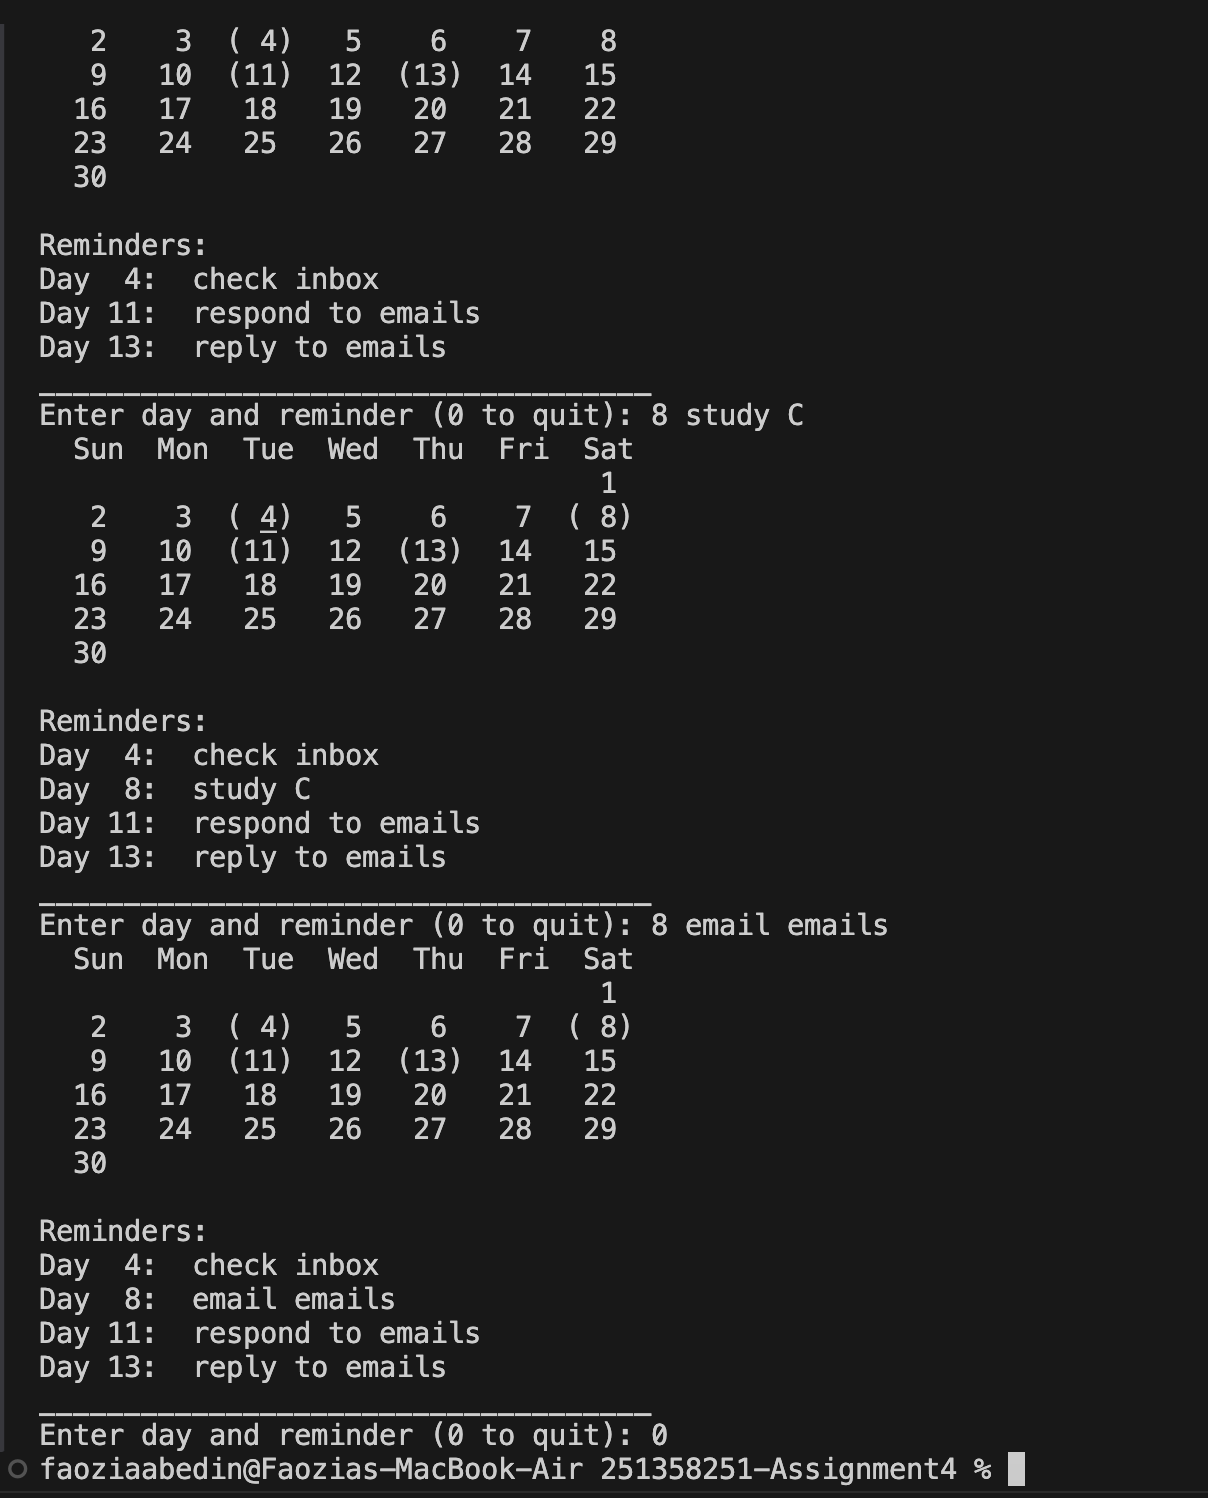 2 3 ( 4) 5 6 7 8
9 10 (11) 12 (13) 14 15
16 17 18 19 20 21 22
23 24 25 26 27 28 29
30
Reminders:
Day  4:  check inbox
Day 11:  respond to emails
Day 13:  reply to emails
____________________________________
Enter day and reminder (0 to quit): 8 study C
Sun Mon Tue Wed Thu Fri Sat
1
2 3 ( 4) 5 6 7 ( 8)
9 10 (11) 12 (13) 14 15
16 17 18 19 20 21 22
23 24 25 26 27 28 29
30
Reminders:
Day  4:  check inbox
Day  8:  study C
Day 11:  respond to emails
Day 13:  reply to emails
____________________________________
Enter day and reminder (0 to quit): 8 email emails
Sun Mon Tue Wed Thu Fri Sat
1
2 3 ( 4) 5 6 7 ( 8)
9 10 (11) 12 (13) 14 15
16 17 18 19 20 21 22
23 24 25 26 27 28 29
30
Reminders:
Day  4:  check inbox
Day  8:  email emails
Day 11:  respond to emails
Day 13:  reply to emails
____________________________________
Enter day and reminder (0 to quit): 0
faoziaabedin@Faozias-MacBook-Air 251358251-Assignment4 %